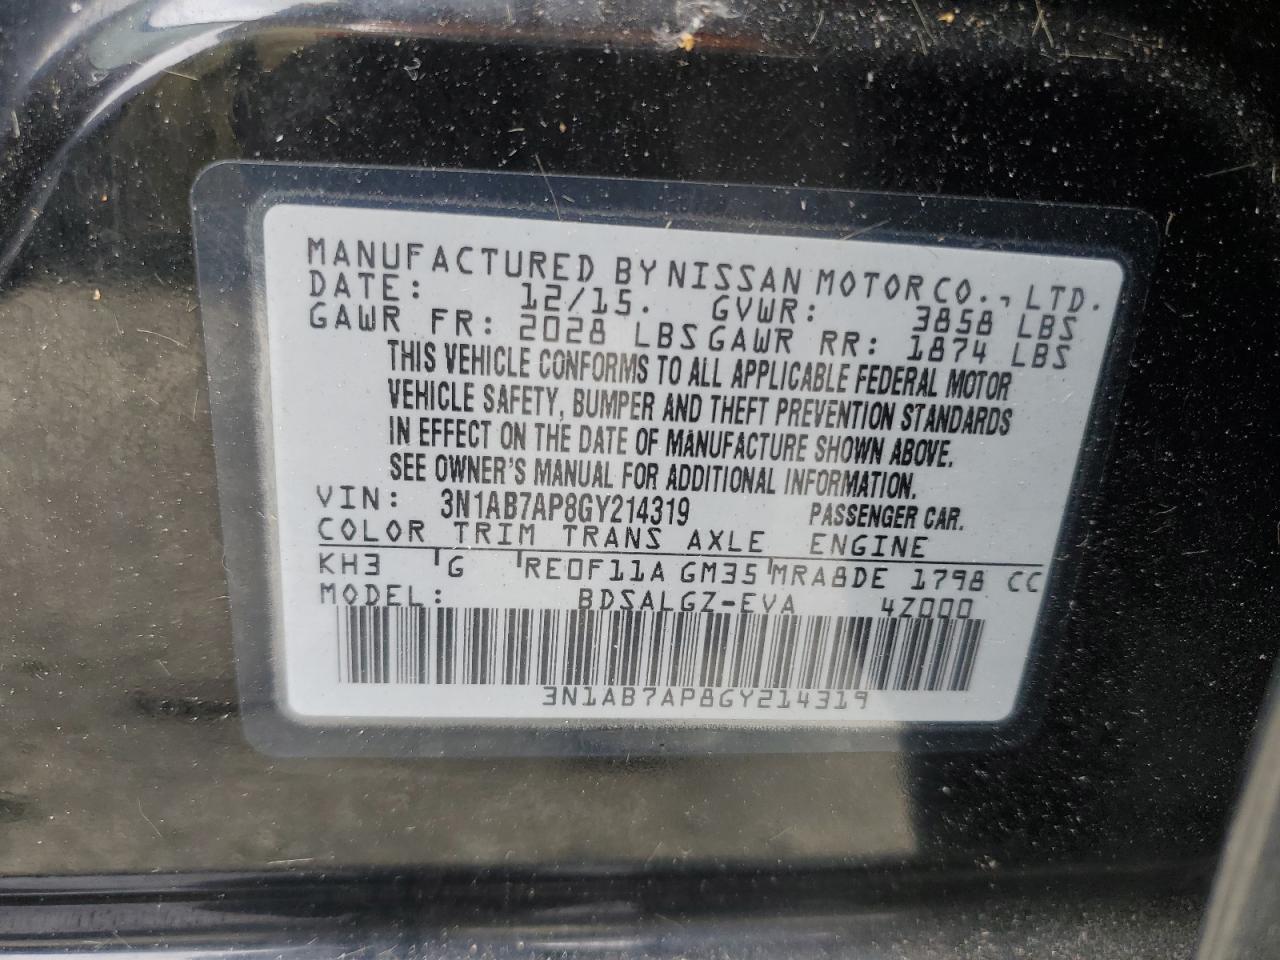 MANUFACTURED BY NISSAN MOTOR CO., LTD.
DATE: 12/15. GVWR: 3858 LBS
GAWR FR: 2028 LBS GAWR RR: 1874 LBS
THIS VEHICLE CONFORMS TO ALL APPLICABLE FEDERAL MOTOR
VEHICLE SAFETY, BUMPER AND THEFT PREVENTION STANDARDS
IN EFFECT ON THE DATE OF MANUFACTURE SHOWN ABOVE.
SEE OWNER'S MANUAL FOR ADDITIONAL INFORMATION.
VIN: 3N1AB7AP8GY214319 PASSENGER CAR.
COLOR TRIM TRANS AXLE ENGINE
KH3 G RE0F11A GM35 MRA8DE 1798 CC
MODEL: BDSALGZ-EVA 4Z000
3N1AB7AP8GY214319